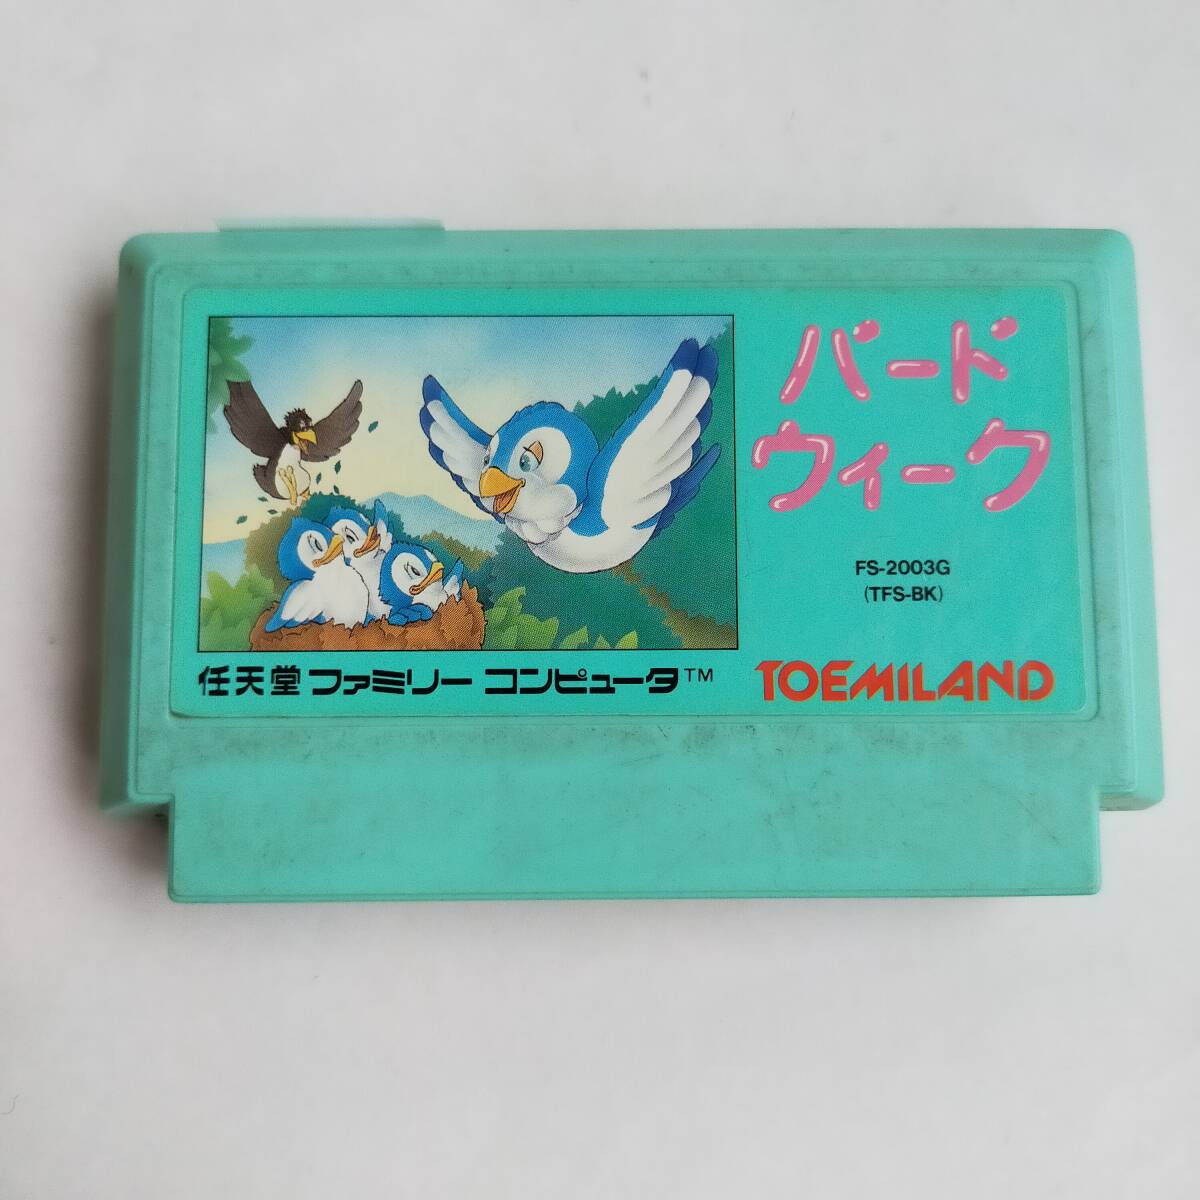 バード
ウィーク
FS-2003G
(TFS-BK)
任天堂 ファミリー コンピュータ™
TOEMILAND